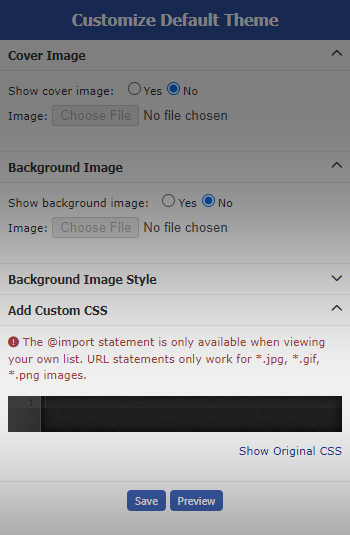 Customize Default Theme
Cover Image
Show cover image: Yes No
Image: Choose File No file chosen
Background Image
Show background image: Yes No
Image: Choose File No file chosen
Background Image Style
Add Custom CSS
The @import statement is only available when viewing
your own list. URL statements only work for *.jpg, *.gif,
*.png images.
1
Show Original CSS
Save Preview